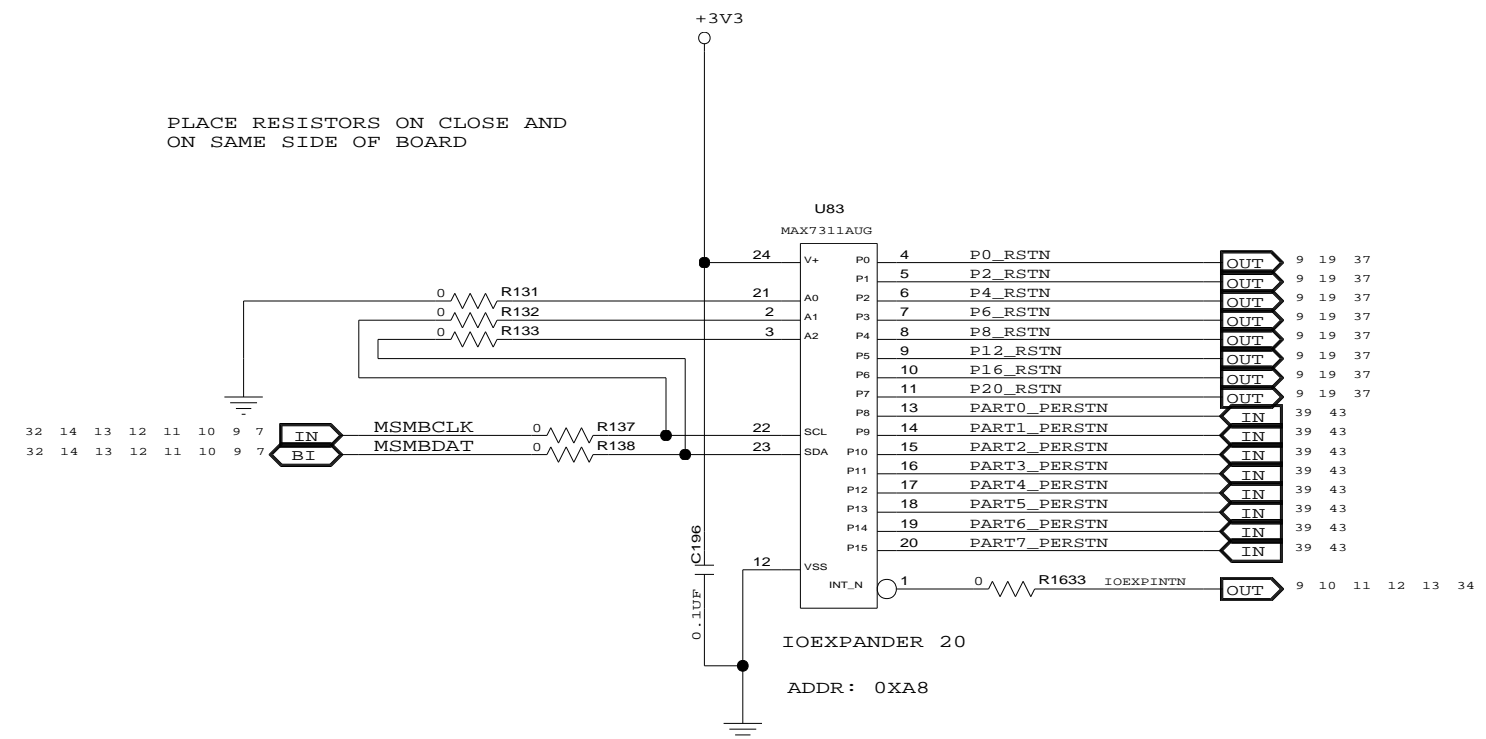 +3V3
PLACE RESISTORS ON CLOSE AND
ON SAME SIDE OF BOARD
U83
MAX7311AUG
24 V+ P0 4 P0_RSTN OUT 9 19 37
P1 5 P2_RSTN OUT 9 19 37
0 R131 21 A0 P2 6 P4_RSTN OUT 9 19 37
0 R132 2 A1 P3 7 P6_RSTN OUT 9 19 37
0 R133 3 A2 P4 8 P8_RSTN OUT 9 19 37
P5 9 P12_RSTN OUT 9 19 37
P6 10 P16_RSTN OUT 9 19 37
P7 11 P20_RSTN OUT 9 19 37
P8 13 PART0_PERSTN IN 39 43
32 14 13 12 11 10 9 7 IN MSMBCLK 0 R137 22 SCL P9 14 PART1_PERSTN IN 39 43
32 14 13 12 11 10 9 7 BI MSMBDAT 0 R138 23 SDA P10 15 PART2_PERSTN IN 39 43
P11 16 PART3_PERSTN IN 39 43
P12 17 PART4_PERSTN IN 39 43
P13 18 PART5_PERSTN IN 39 43
P14 19 PART6_PERSTN IN 39 43
P15 20 PART7_PERSTN IN 39 43
C196
0.1UF
12 VSS
INT_N 1 0 R1633 IOEXPINTN OUT 9 10 11 12 13 34
IOEXPANDER 20
ADDR: 0XA8